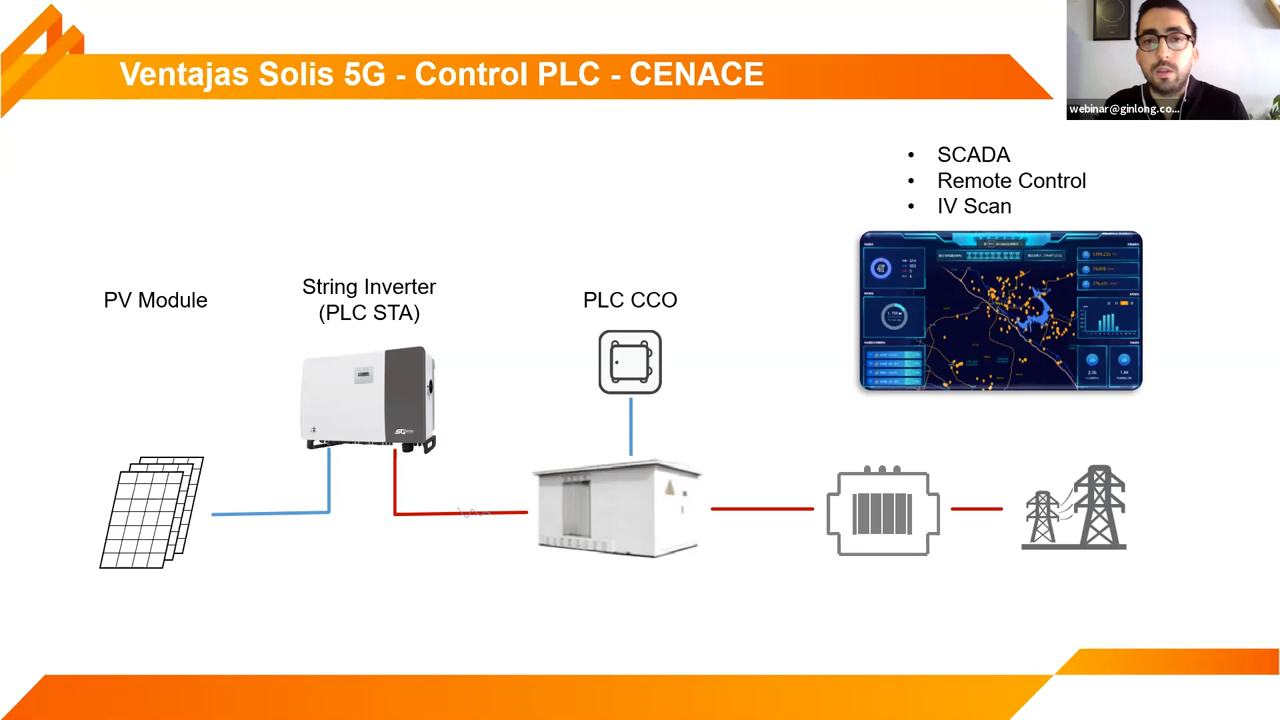 Ventajas Solis 5G - Control PLC - CENACE
webinar@ginlong.co...
• SCADA
• Remote Control
• IV Scan
PV Module
String Inverter
(PLC STA)
PLC CCO
5G